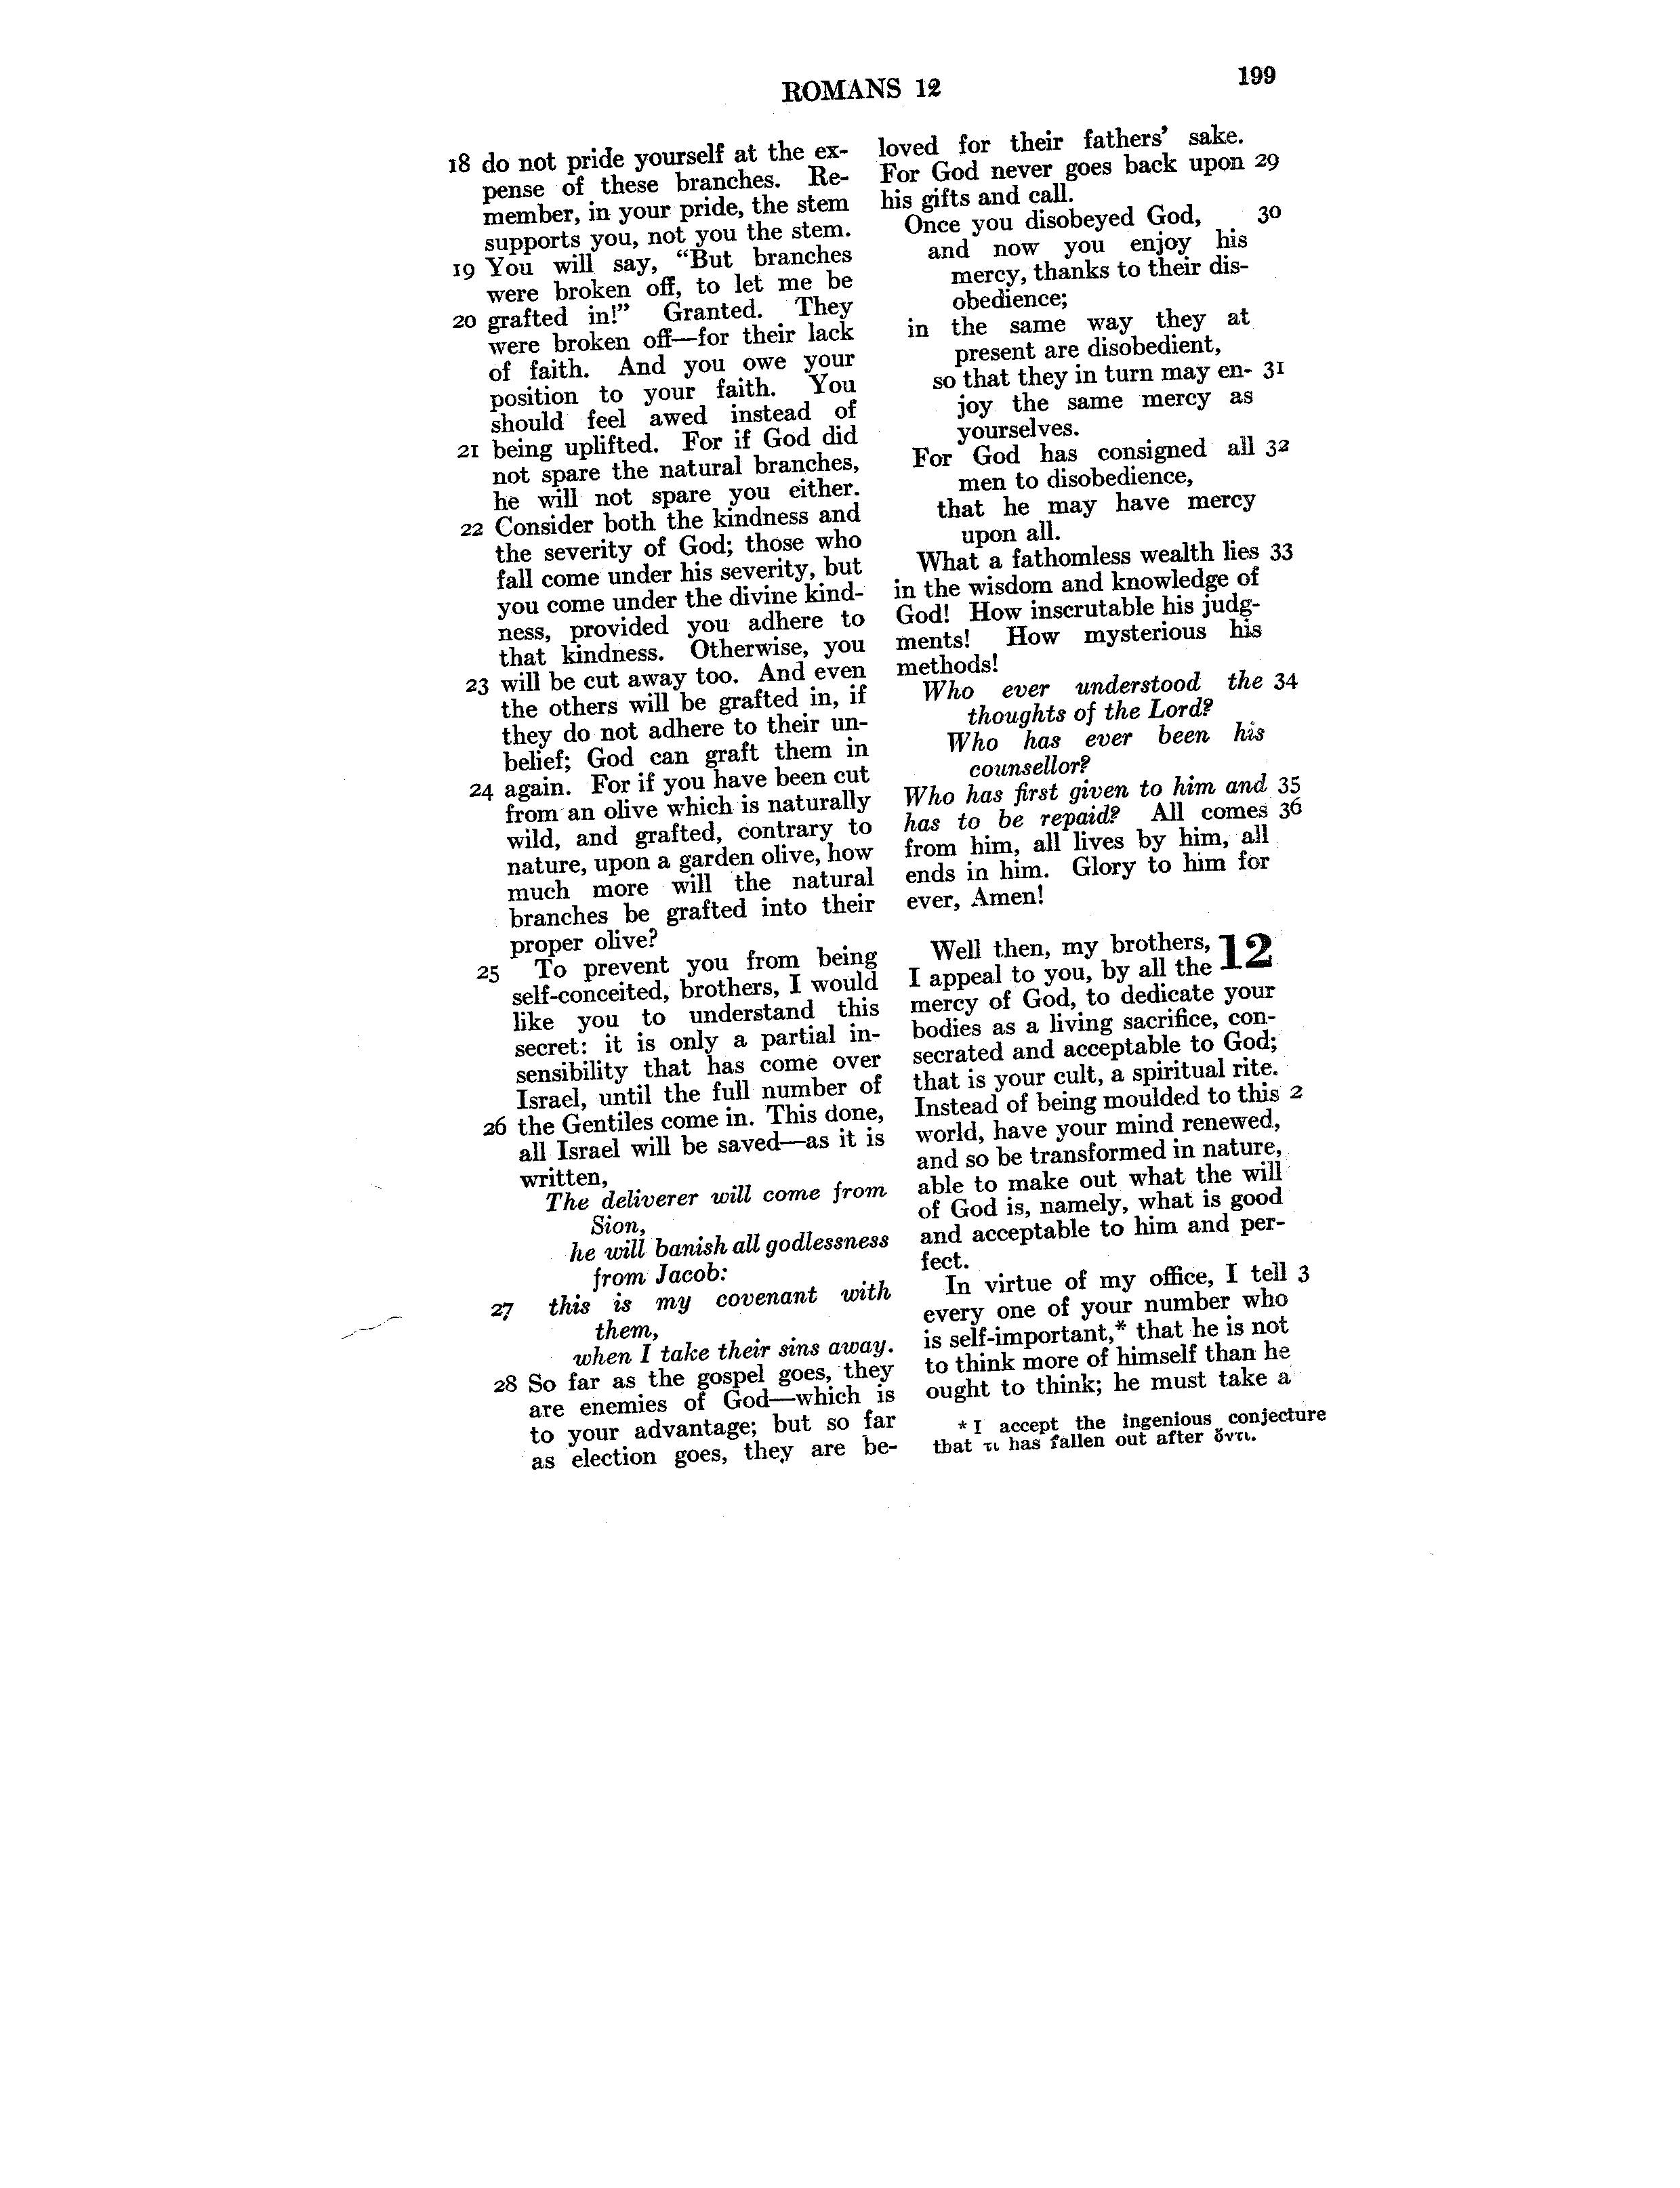 ROMANS 12
199
18 do not pride yourself at the ex-
pense of these branches. Re-
member, in your pride, the stem
supports you, not you the stem.
19 You will say, “But branches
were broken off, to let me be
20 grafted in!” Granted. They
were broken off—for their lack
of faith. And you owe your
position to your faith. You
should feel awed instead of
21 being uplifted. For if God did
not spare the natural branches,
he will not spare you either.
22 Consider both the kindness and
the severity of God; those who
fall come under his severity, but
you come under the divine kind-
ness, provided you adhere to
that kindness. Otherwise, you
23 will be cut away too. And even
the others will be grafted in, if
they do not adhere to their un-
belief; God can graft them in
24 again. For if you have been cut
from an olive which is naturally
wild, and grafted, contrary to
nature, upon a garden olive, how
much more will the natural
branches be grafted into their
proper olive?
25 To prevent you from being
self-conceited, brothers, I would
like you to understand this
secret: it is only a partial in-
sensibility that has come over
Israel, until the full number of
26 the Gentiles come in. This done,
all Israel will be saved—as it is
written,
The deliverer will come from
Sion,
he will banish all godlessness
from Jacob:
27 this is my covenant with
them,
when I take their sins away.
28 So far as the gospel goes, they
are enemies of God—which is
to your advantage; but so far
as election goes, they are be-
loved for their fathers’ sake.
For God never goes back upon 29
his gifts and call.
Once you disobeyed God, 30
and now you enjoy his
mercy, thanks to their dis-
obedience;
in the same way they at
present are disobedient,
so that they in turn may en- 31
joy the same mercy as
yourselves.
For God has consigned all 32
men to disobedience,
that he may have mercy
upon all.
What a fathomless wealth lies 33
in the wisdom and knowledge of
God! How inscrutable his judg-
ments! How mysterious his
methods!
Who ever understood the 34
thoughts of the Lord?
Who has ever been his
counsellor?
Who has first given to him and 35
has to be repaid? All comes 36
from him, all lives by him, all
ends in him. Glory to him for
ever, Amen!
Well then, my brothers, 12
I appeal to you, by all the
mercy of God, to dedicate your
bodies as a living sacrifice, con-
secrated and acceptable to God;
that is your cult, a spiritual rite.
Instead of being moulded to this 2
world, have your mind renewed,
and so be transformed in nature,
able to make out what the will
of God is, namely, what is good
and acceptable to him and per-
fect.
In virtue of my office, I tell 3
every one of your number who
is self-important,* that he is not
to think more of himself than he
ought to think; he must take a
* I accept the ingenious conjecture
that τι has fallen out after ὄντι.